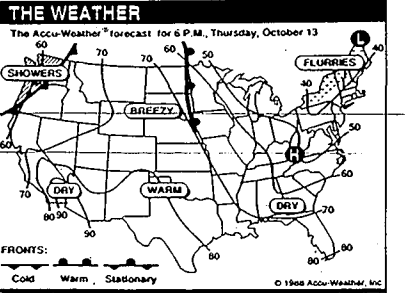 THE WEATHER
The Accu-Weather® forecast for 6 P.M., Thursday, October 13
60 70 60 50 L
SHOWERS 70 FLURRIES 40
BREEZY 40
60 H 50
60
70 DRY WARM DRY 70
80 90
90 80 80
80
FRONTS:
Cold Warm Stationary
© 1988 Accu-Weather, Inc